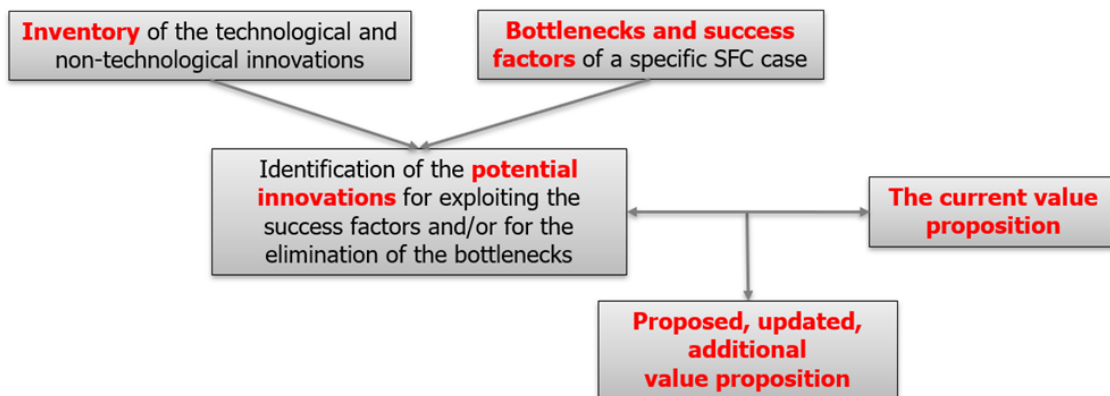 Inventory of the technological and
non-technological innovations
Bottlenecks and success
factors of a specific SFC case
Identification of the potential
innovations for exploiting the
success factors and/or for the
elimination of the bottlenecks
The current value
proposition
Proposed, updated,
additional
value proposition